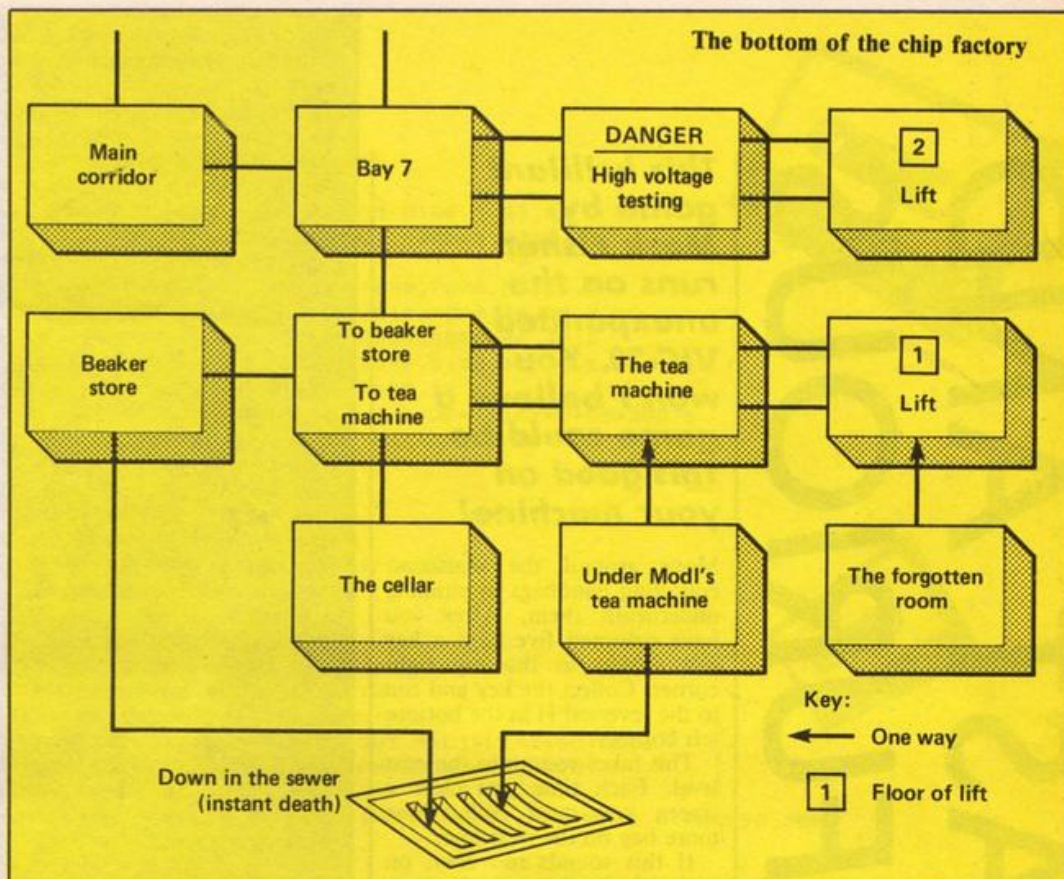 The bottom of the chip factory
Main
corridor
Bay 7
DANGER
High voltage
testing
2
Lift
Beaker
store
To beaker
store
To tea
machine
The tea
machine
1
Lift
The cellar
Under Modl's
tea machine
The forgotten
room
Key:
One way
1 Floor of lift
Down in the sewer
(instant death)